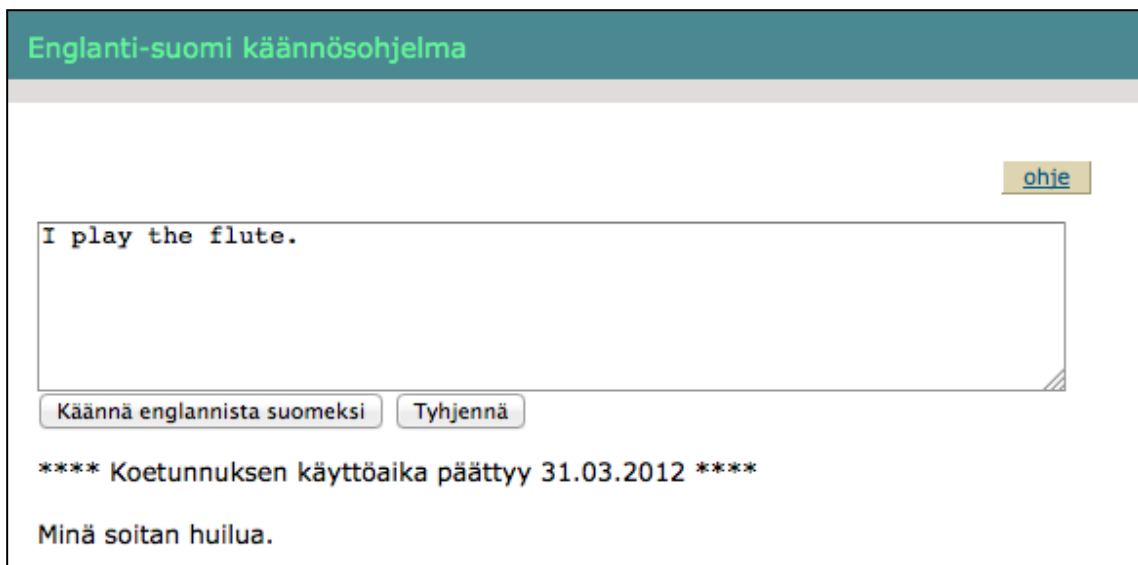 Englanti-suomi käännösohjelma
ohje
I play the flute.
Käännä englannista suomeksi Tyhjennä
**** Koetunnuksen käyttöaika päättyy 31.03.2012 ****
Minä soitan huilua.